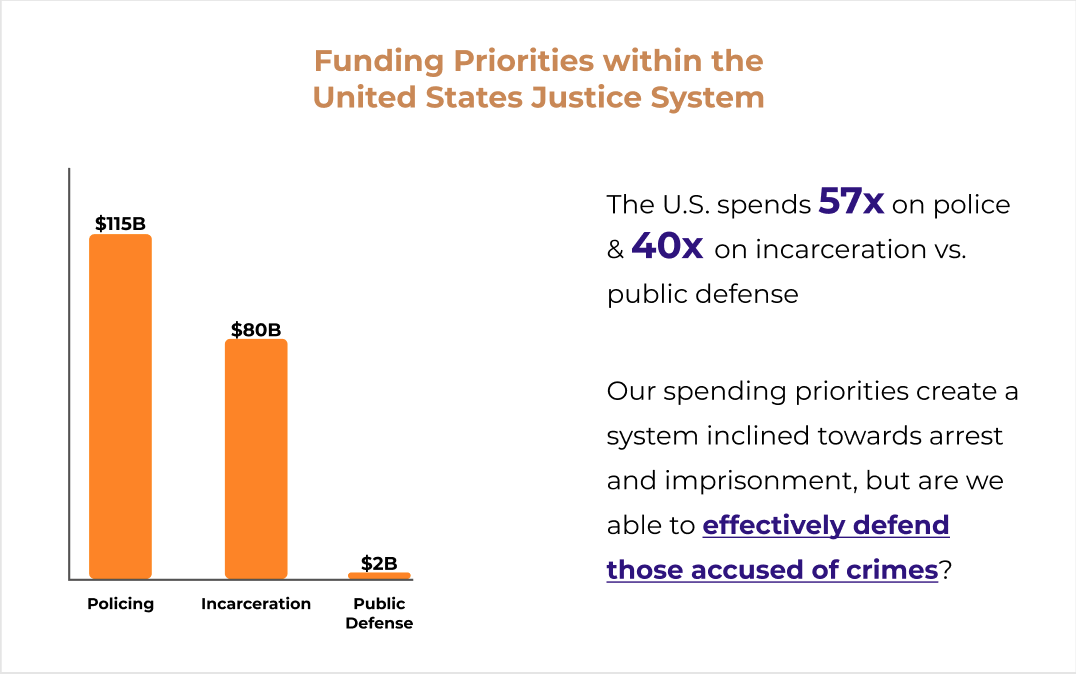 Funding Priorities within the
United States Justice System
$115B
$80B
$2B
Policing
Incarceration
Public
Defense
The U.S. spends 57x on police
& 40x on incarceration vs.
public defense
Our spending priorities create a
system inclined towards arrest
and imprisonment, but are we
able to effectively defend
those accused of crimes?